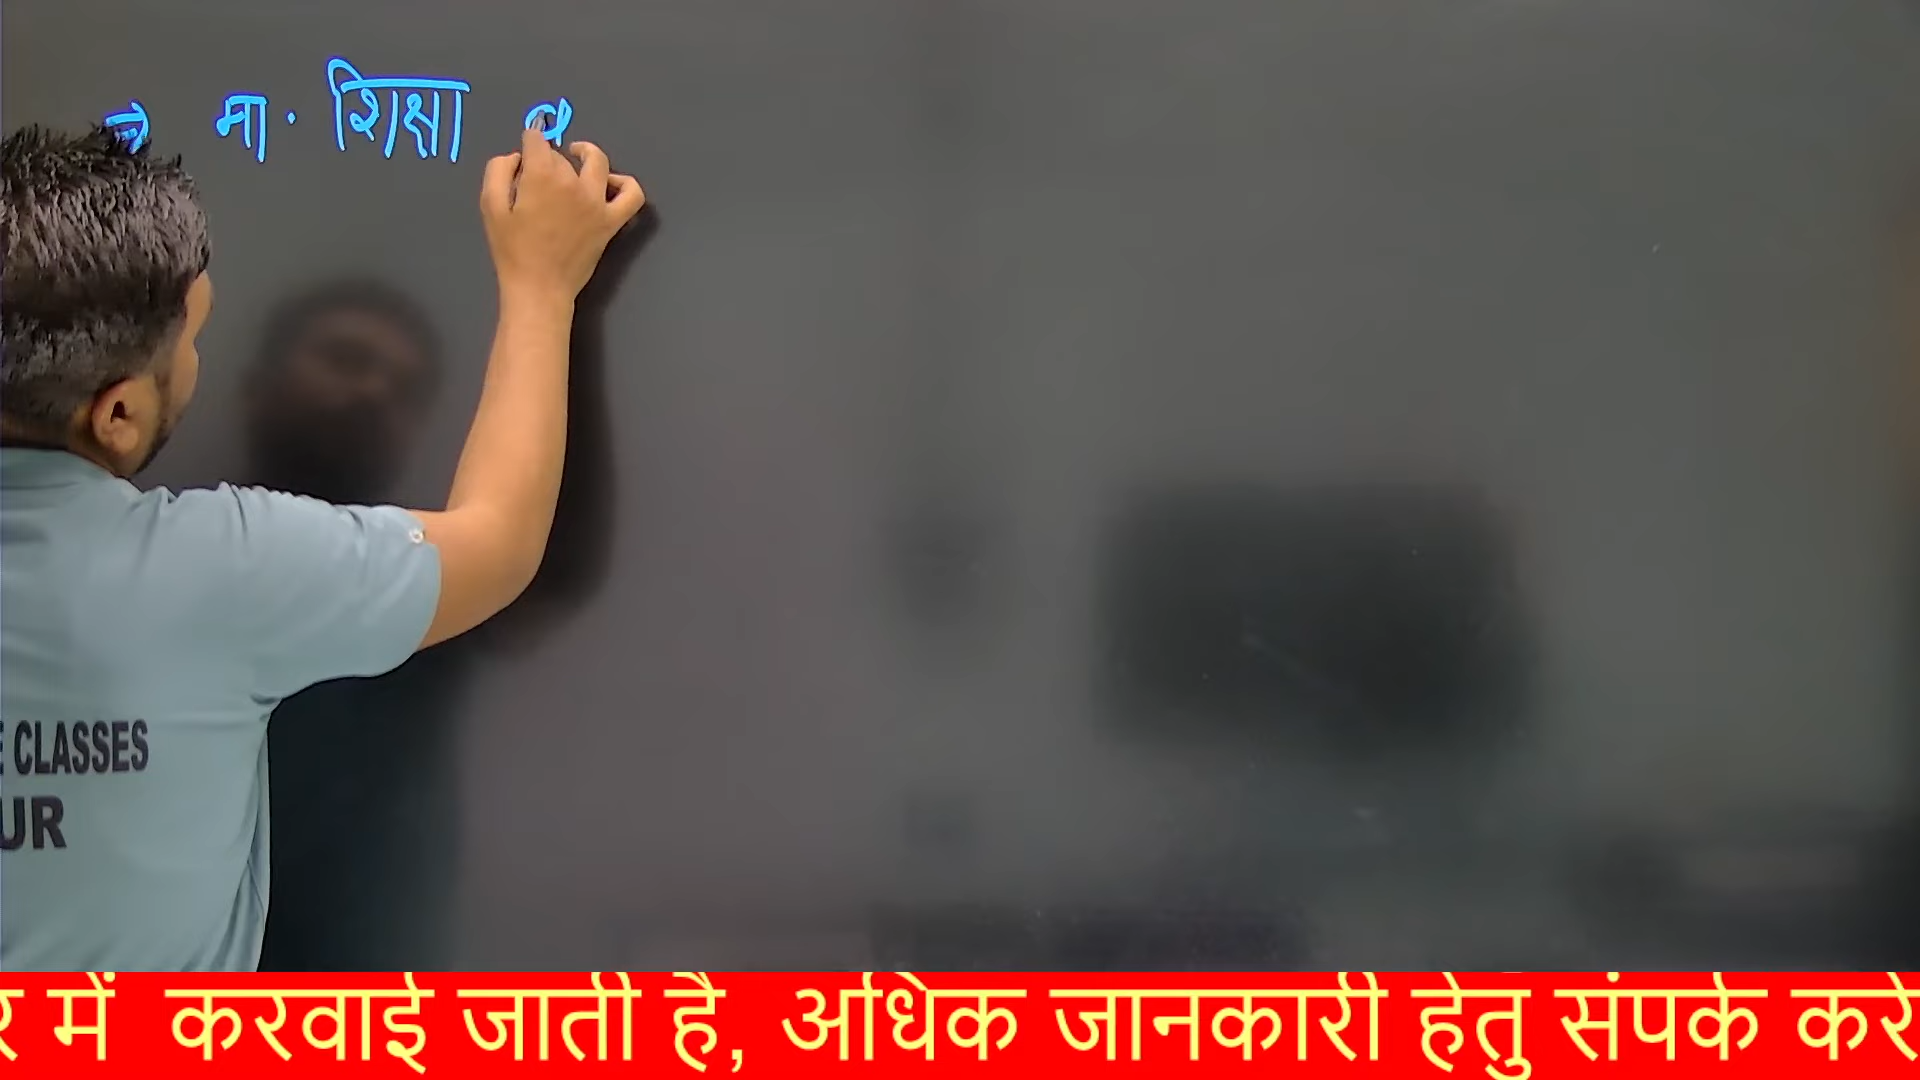 मा. शिक्षा
CLASSES
UR
र में करवाई जाती है, अधिक जानकारी हेतु संपर्क करे